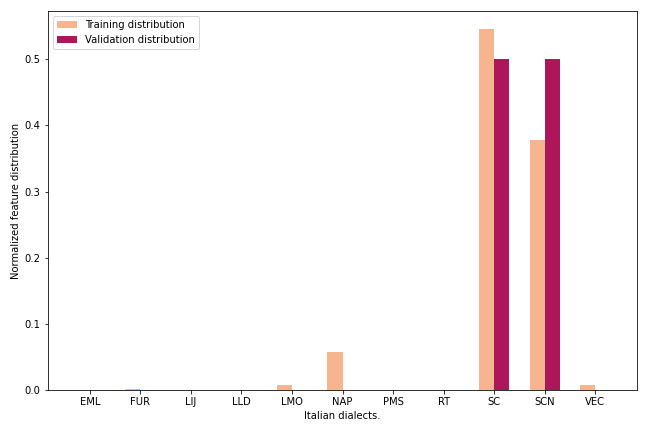 Training distribution
Validation distribution
Normalized feature distribution
0.5
0.4
0.3
0.2
0.1
0.0
EML FUR LIJ LLD LMO NAP PMS RT SC SCN VEC
Italian dialects.